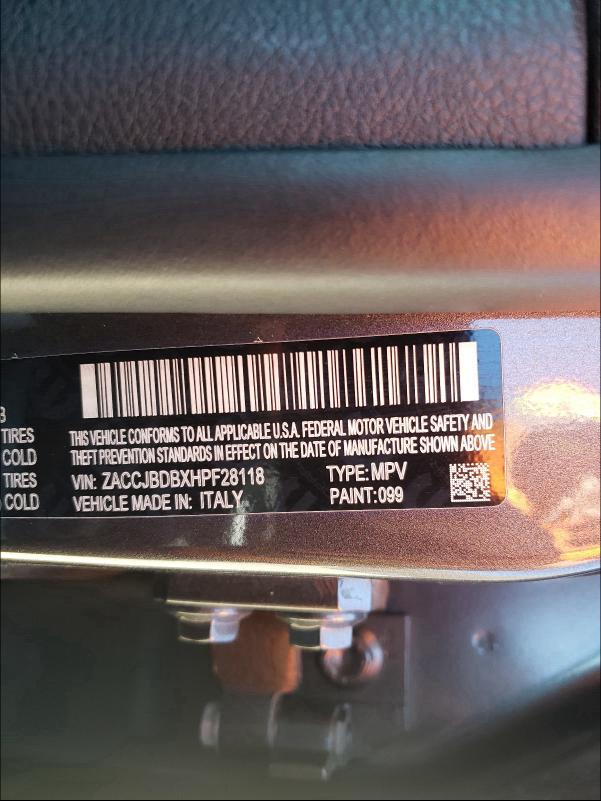 TIRES
COLD
TIRES
COLD
THIS VEHICLE CONFORMS TO ALL APPLICABLE U.S.A. FEDERAL MOTOR VEHICLE SAFETY AND
THEFT PREVENTION STANDARDS IN EFFECT ON THE DATE OF MANUFACTURE SHOWN ABOVE
VIN: ZACCJBDBXHPF28118 TYPE: MPV
VEHICLE MADE IN: ITALY PAINT: 099